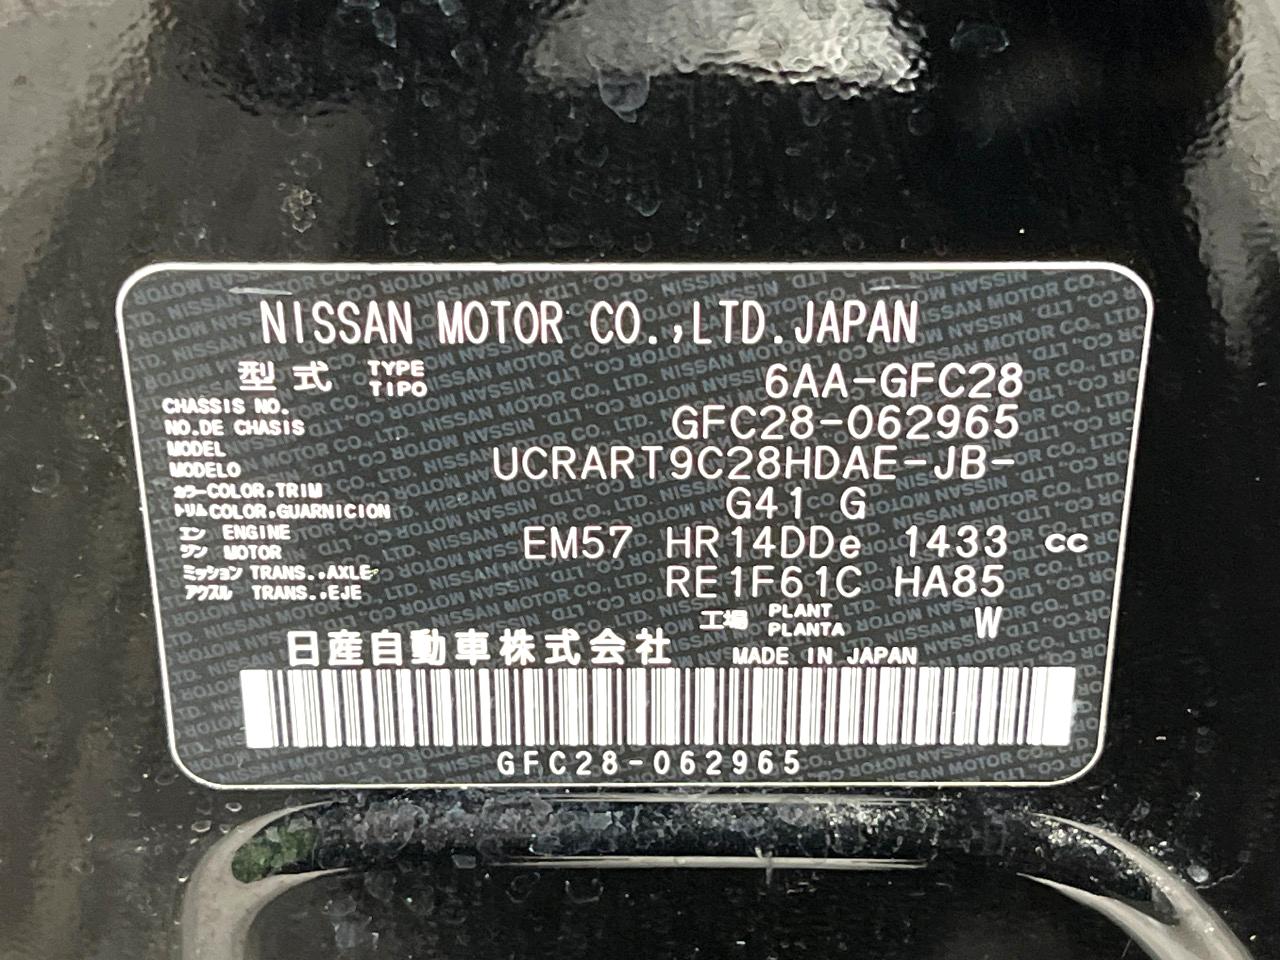 NISSAN MOTOR CO.,LTD.JAPAN
型式 TYPE TIPO 6AA-GFC28
CHASSIS NO.
NO.DE CHASIS GFC28-062965
MODEL
MODELO UCRART9C28HDAE-JB-
カラー COLOR.TRIM
トリム COLOR.GUARNICION G41 G
エン ENGINE
ジン MOTOR EM57 HR14DDe 1433 cc
ミッション TRANS.,AXLE
アクスル TRANS.,EJE RE1F61C HA85
工場 PLANT PLANTA W
日産自動車株式会社 MADE IN JAPAN
GFC28-062965